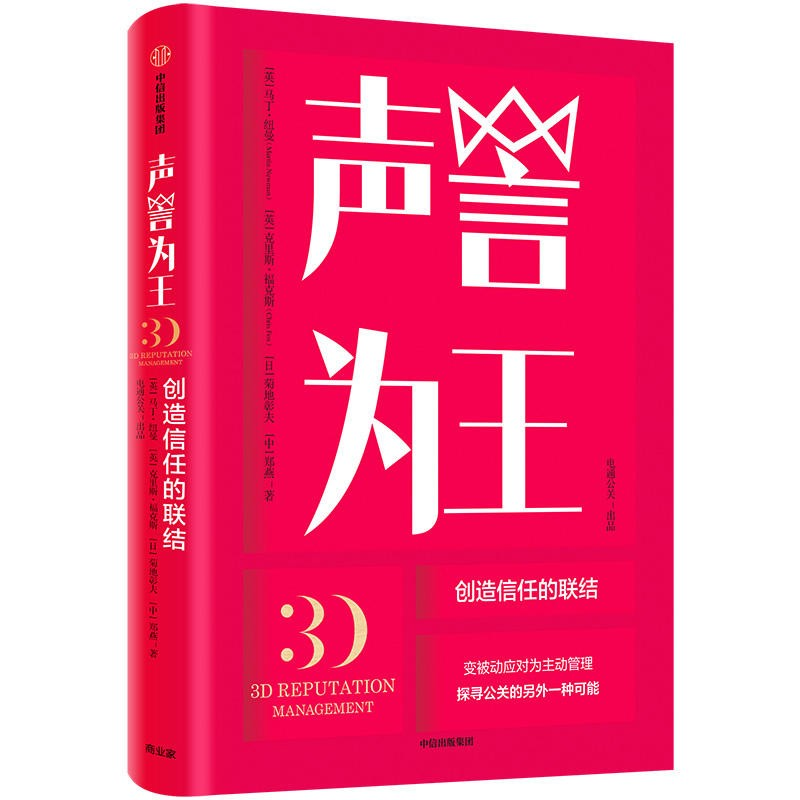 中信出版集团
声誉为王
3D
3D REPUTATION
MANAGEMENT
创造信任的联结
［英］马丁·纽曼 ［英］克里斯·福克斯 ［日］菊地彰夫 ［中］郑燕—著
电通公关—出品
商业家
［英］马丁·纽曼（Martin Newman） ［英］克里斯·福克斯（Chris Fox） ［日］菊地彰夫 ［中］郑燕—著
声誉
为王
电通公关—出品
3D
3D REPUTATION
MANAGEMENT
创造信任的联结
变被动应对为主动管理
探寻公关的另外一种可能
中信出版集团